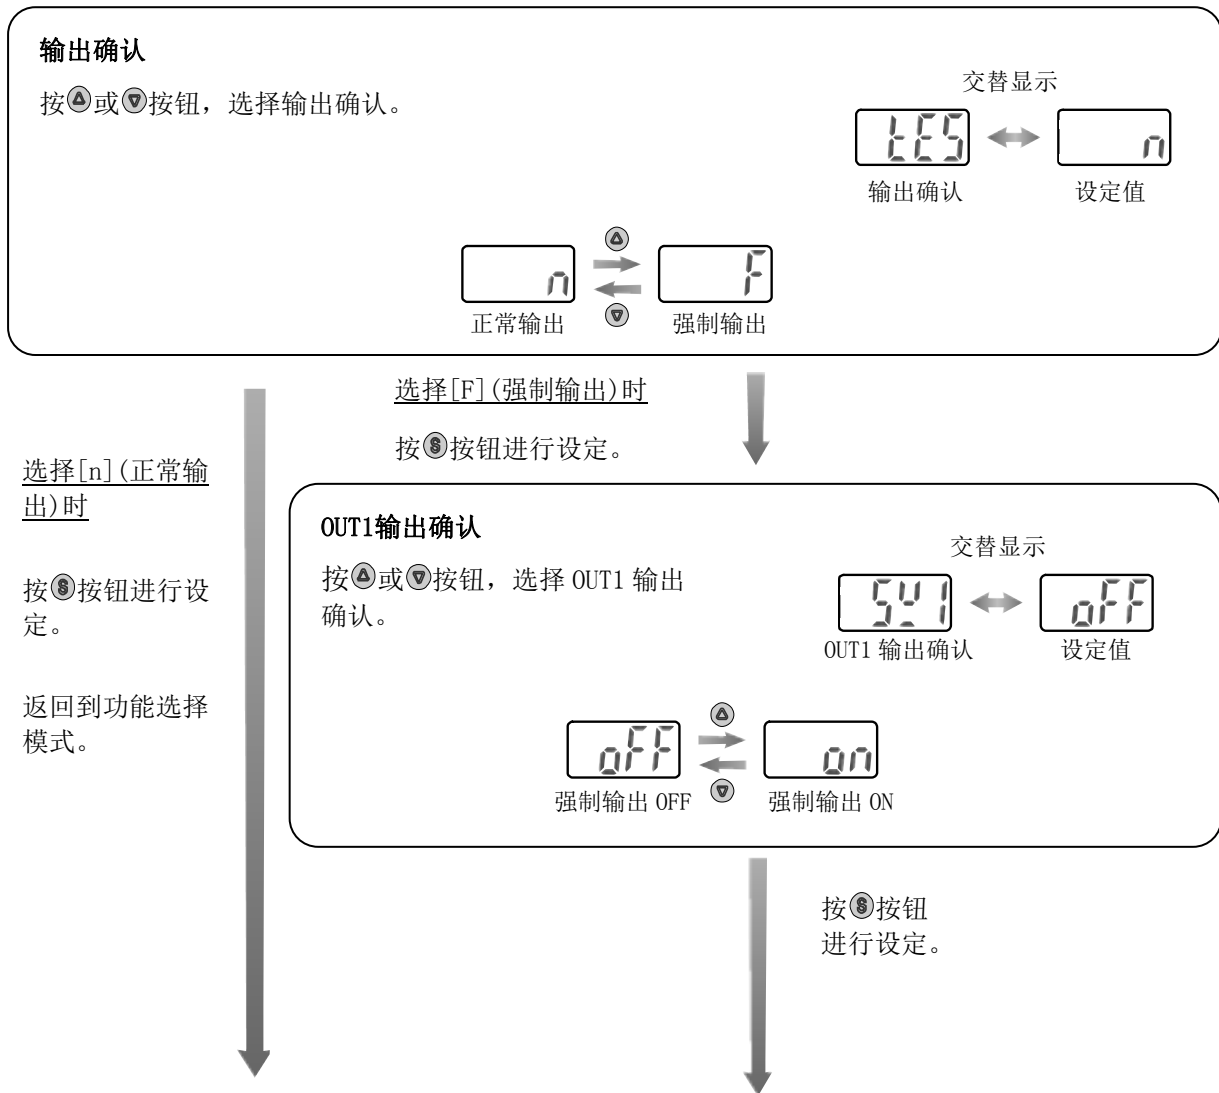 输出确认
按△或▽按钮，选择输出确认。
交替显示
tES
n
输出确认
设定值
△
n
F
▽
正常输出
强制输出
选择[F](强制输出)时
按Ⓢ按钮进行设定。
选择[n](正常输
出)时
按Ⓢ按钮进行设
定。
返回到功能选择
模式。
OUT1输出确认
按△或▽按钮，选择 OUT1 输出
确认。
交替显示
SW1
oFF
OUT1 输出确认
设定值
△
oFF
on
▽
强制输出 OFF
强制输出 ON
按Ⓢ按钮
进行设定。